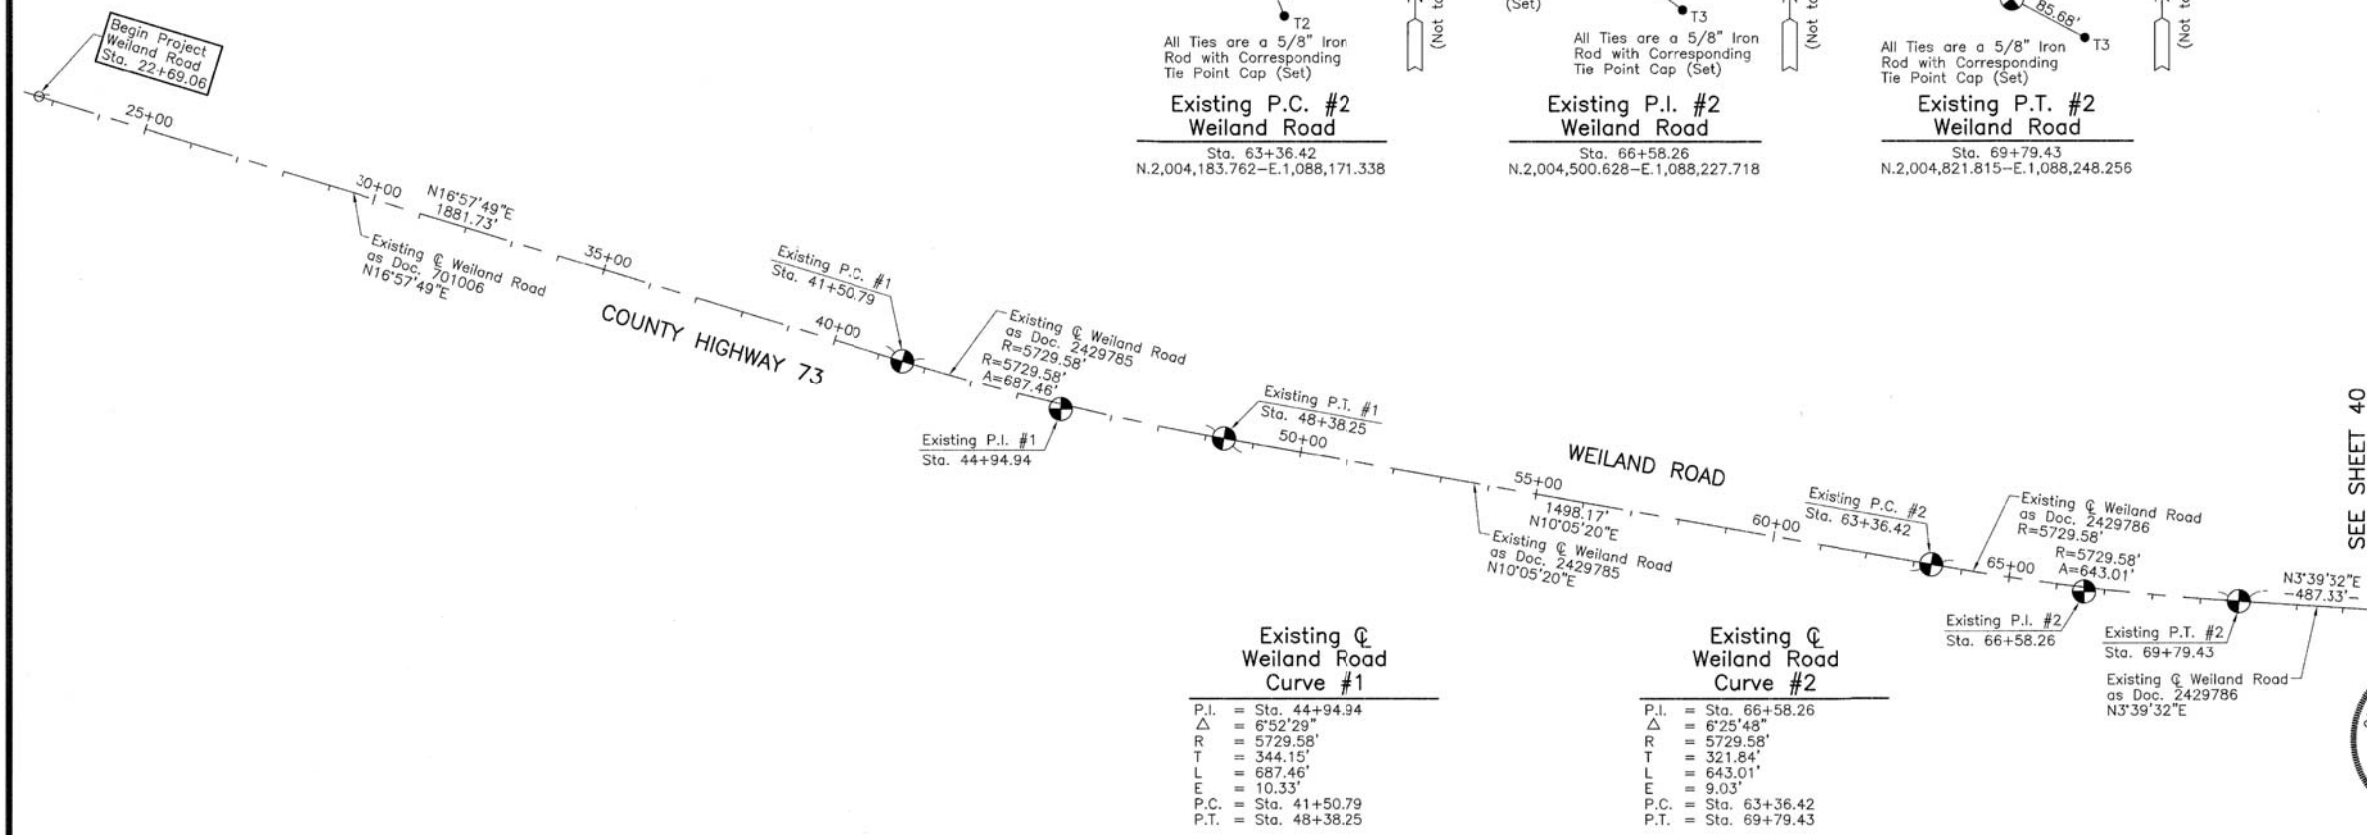 Begin Project
Weiland Road
Sta. 22+69.06
25+00
30+00
N16°57'49"E
1881.73'
Existing ℄ Weiland Road
as Doc. 701006
N16°57'49"E
35+00
COUNTY HIGHWAY 73
Existing P.C. #1
Sta. 41+50.79
40+00
Existing ℄ Weiland Road
as Doc. 2429785
R=5729.58'
R=5729.58'
A=687.46'
Existing P.I. #1
Sta. 44+94.94
Existing P.T. #1
Sta. 48+38.25
50+00
WEILAND ROAD
55+00
1498.17'
N10°05'20"E
Existing ℄ Weiland Road
as Doc. 2429785
N10°05'20"E
60+00
Existing P.C. #2
Sta. 63+36.42
Existing ℄ Weiland Road
as Doc. 2429786
R=5729.58'
R=5729.58'
A=643.01'
65+00
Existing P.I. #2
Sta. 66+58.26
Existing P.T. #2
Sta. 69+79.43
N3°39'32"E
-487.33'-
Existing ℄ Weiland Road
as Doc. 2429786
N3°39'32"E
SEE SHEET 40
T2
(Not to
All Ties are a 5/8" Iron
Rod with Corresponding
Tie Point Cap (Set)
Existing P.C. #2
Weiland Road
Sta. 63+36.42
N.2,004,183.762-E.1,088,171.338
(Set)
T3
(Not to
All Ties are a 5/8" Iron
Rod with Corresponding
Tie Point Cap (Set)
Existing P.I. #2
Weiland Road
Sta. 66+58.26
N.2,004,500.628-E.1,088,227.718
85.68'
T3
(Not to
All Ties are a 5/8" Iron
Rod with Corresponding
Tie Point Cap (Set)
Existing P.T. #2
Weiland Road
Sta. 69+79.43
N.2,004,821.815-E.1,088,248.256
Existing ℄
Weiland Road
Curve #1
P.I. = Sta. 44+94.94
△ = 6°52'29"
R = 5729.58'
T = 344.15'
L = 687.46'
E = 10.33'
P.C. = Sta. 41+50.79
P.T. = Sta. 48+38.25
Existing ℄
Weiland Road
Curve #2
P.I. = Sta. 66+58.26
△ = 6°25'48"
R = 5729.58'
T = 321.84'
L = 643.01'
E = 9.03'
P.C. = Sta. 63+36.42
P.T. = Sta. 69+79.43